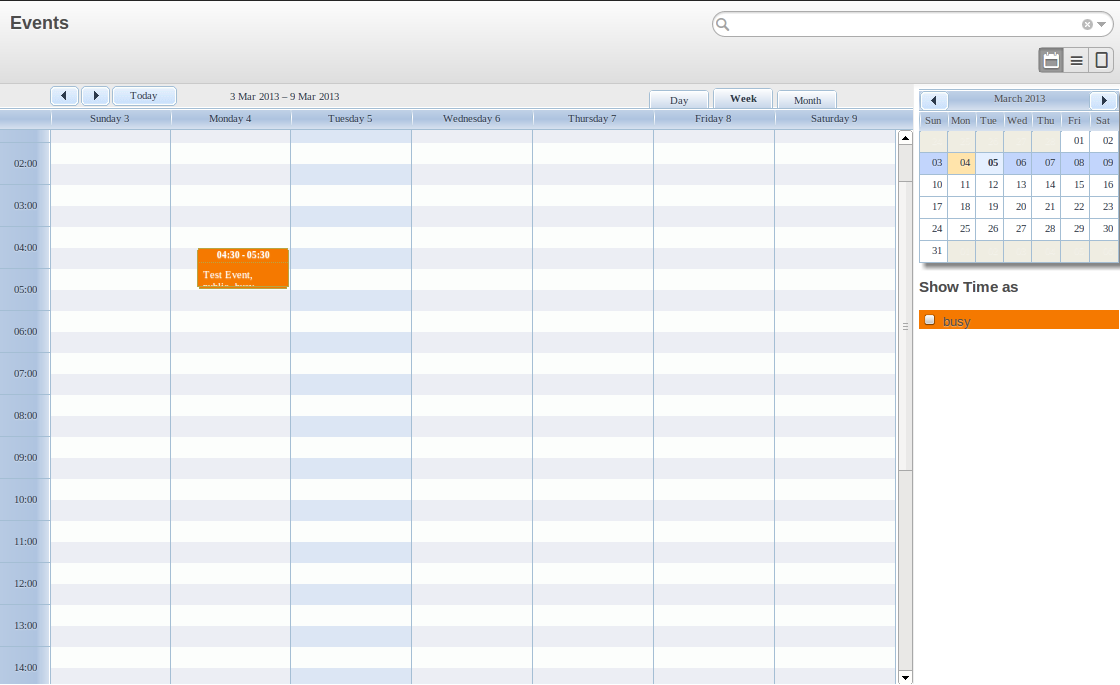 Events
Today
3 Mar 2013 – 9 Mar 2013
Day
Week
Month
Sunday 3
Monday 4
Tuesday 5
Wednesday 6
Thursday 7
Friday 8
Saturday 9
02:00
03:00
04:00
04:30 - 05:30
Test Event,
public, busy
05:00
06:00
07:00
08:00
09:00
10:00
11:00
12:00
13:00
14:00
March 2013
Sun Mon Tue Wed Thu Fri Sat
01 02
03 04 05 06 07 08 09
10 11 12 13 14 15 16
17 18 19 20 21 22 23
24 25 26 27 28 29 30
31
Show Time as
busy